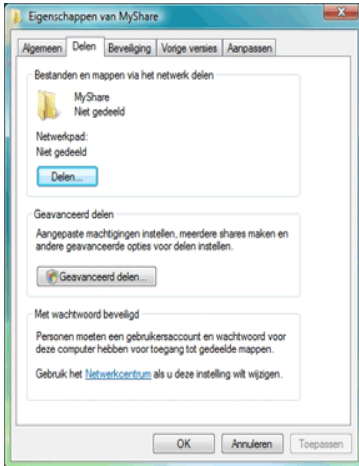 Eigenschappen van MyShare
Algemeen Delen Beveiliging Vorige versies Aanpassen
Bestanden en mappen via het netwerk delen
MyShare
Niet gedeeld
Netwerkpad:
Niet gedeeld
Delen...
Geavanceerd delen
Aangepaste machtigingen instellen, meerdere shares maken en
andere geavanceerde opties voor delen instellen.
Geavanceerd delen...
Met wachtwoord beveiligd
Personen moeten een gebruikersaccount en wachtwoord voor
deze computer hebben voor toegang tot gedeelde mappen.
Gebruik het Netwerkcentrum als u deze instelling wilt wijzigen.
OK Annuleren Toepassen